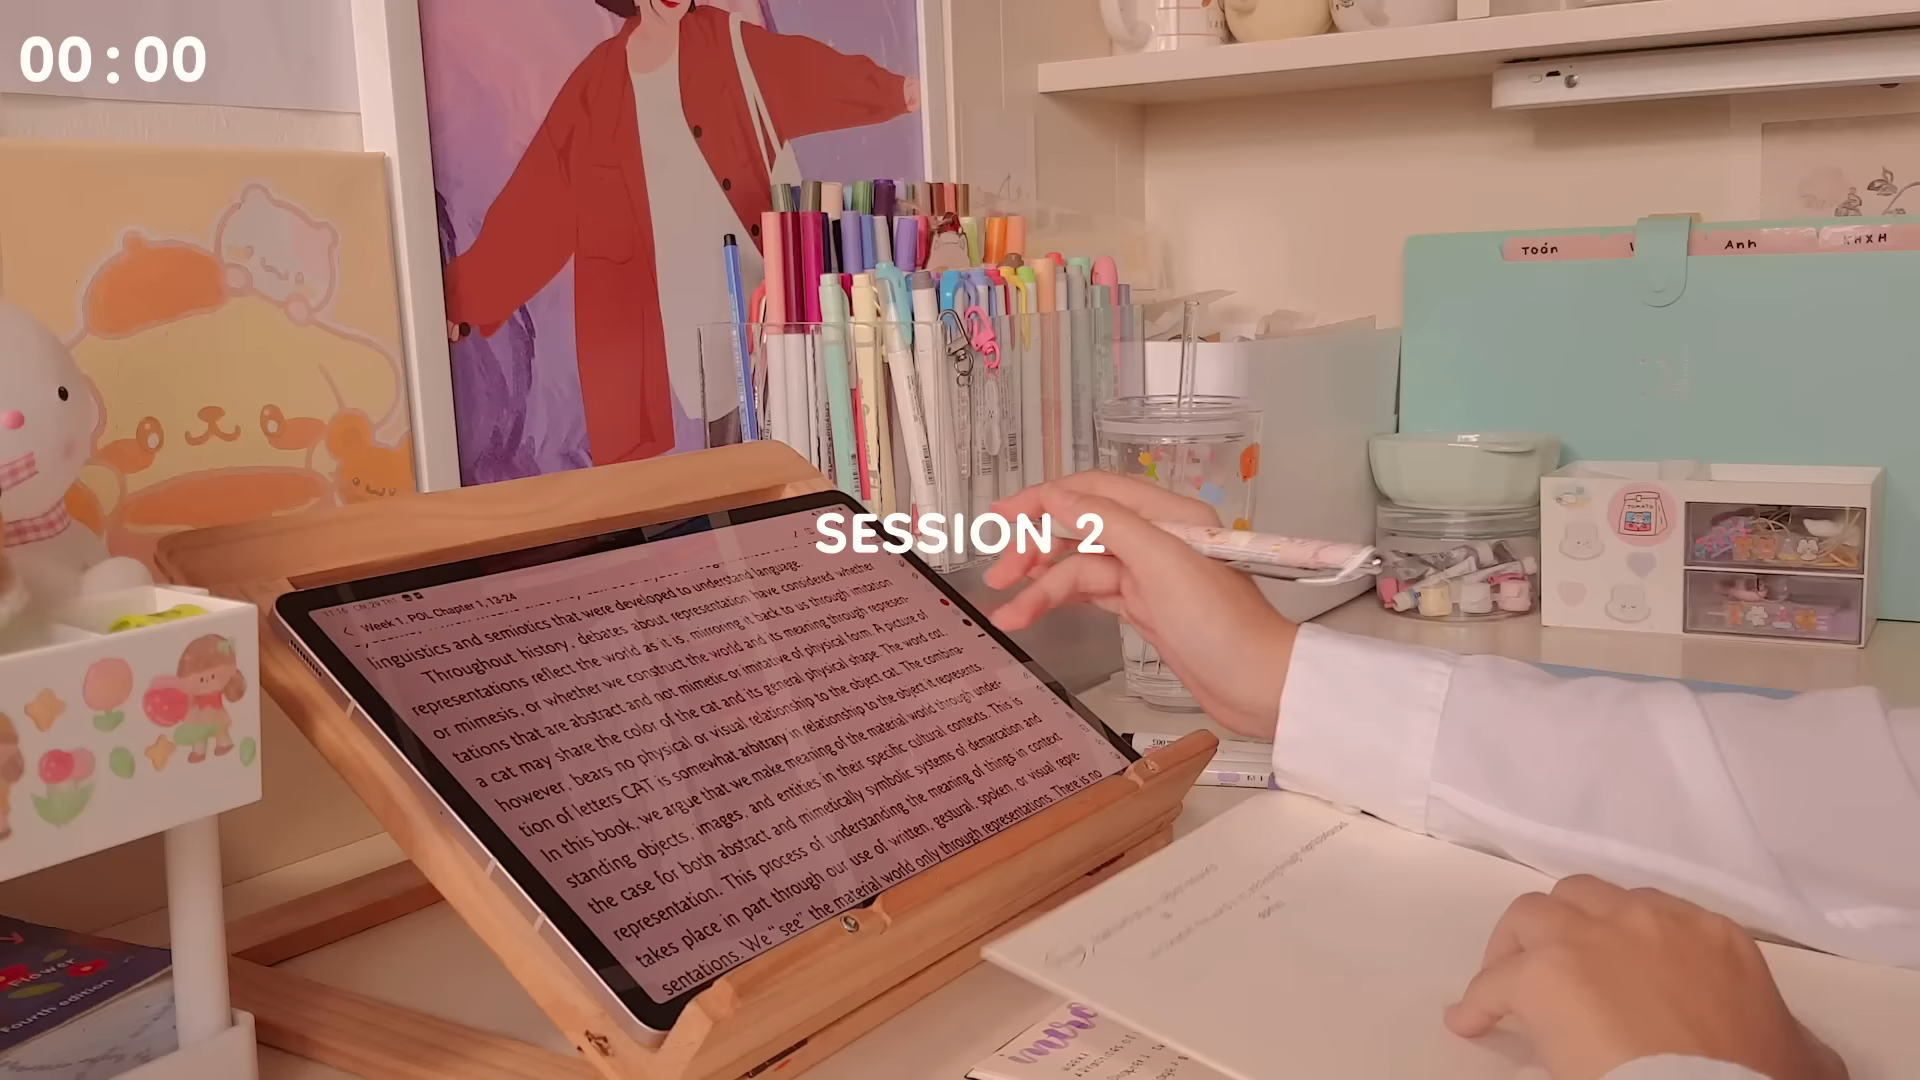 00:00
SESSION 2
Toán
Anh
KHXH
TOMATO
Week 1. POL Chapter 1, 13-24
linguistics and semiotics that were developed to understand language.
Throughout history, debates about representation have considered whether
representations reflect the world as it is, mirroring it back to us through imitation
or mimesis, or whether we construct the world and its meaning through represen-
tations that are abstract and not mimetic or imitative of physical form. A picture of
a cat may share the color of the cat and its general physical shape. The word cat,
however, bears no physical or visual relationship to the object cat. The combina-
tion of letters CAT is somewhat arbitrary in relationship to the object it represents.
In this book, we argue that we make meaning of the material world through under-
standing objects, images, and entities in their specific cultural contexts. This is
the case for both abstract and mimetically symbolic systems of demarcation and
representation. This process of understanding the meaning of things in context
takes place in part through our use of written, gestural, spoken, or visual repre-
sentations. We "see" the material world only through representations. There is no
Flower
Fourth edition